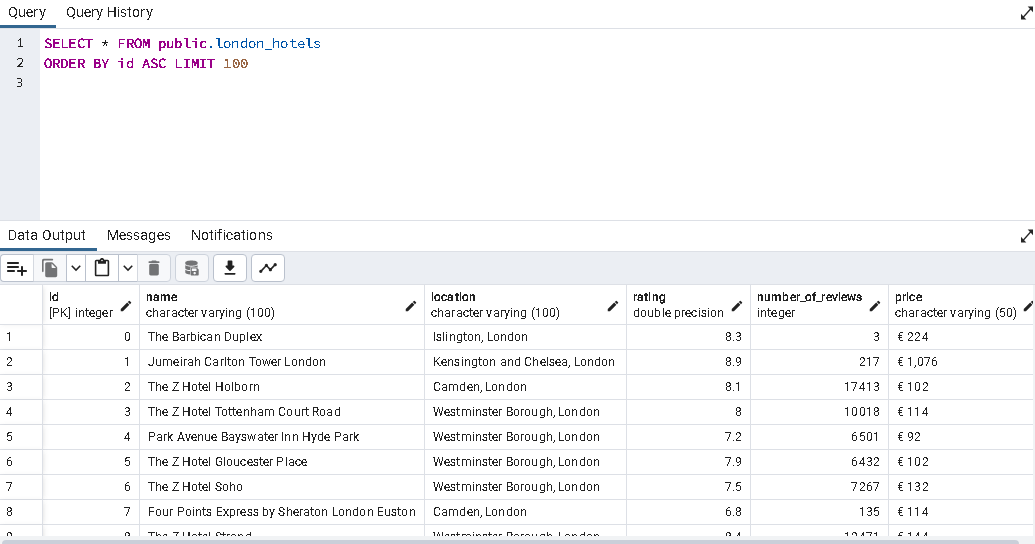 Query Query History
1 SELECT * FROM public.london_hotels
2 ORDER BY id ASC LIMIT 100
3
Data Output Messages Notifications
id name location rating number_of_reviews price
[PK] integer character varying (100) character varying (100) double precision integer character varying (50)
1 0 The Barbican Duplex Islington, London 8.3 3 € 224
2 1 Jumeirah Carlton Tower London Kensington and Chelsea, London 8.9 217 € 1,076
3 2 The Z Hotel Holborn Camden, London 8.1 17413 € 102
4 3 The Z Hotel Tottenham Court Road Westminster Borough, London 8 10018 € 114
5 4 Park Avenue Bayswater Inn Hyde Park Westminster Borough, London 7.2 6501 € 92
6 5 The Z Hotel Gloucester Place Westminster Borough, London 7.9 6432 € 102
7 6 The Z Hotel Soho Westminster Borough, London 7.5 7267 € 132
8 7 Four Points Express by Sheraton London Euston Camden, London 6.8 135 € 114
The Z Hotel Strand Westminster Borough, London